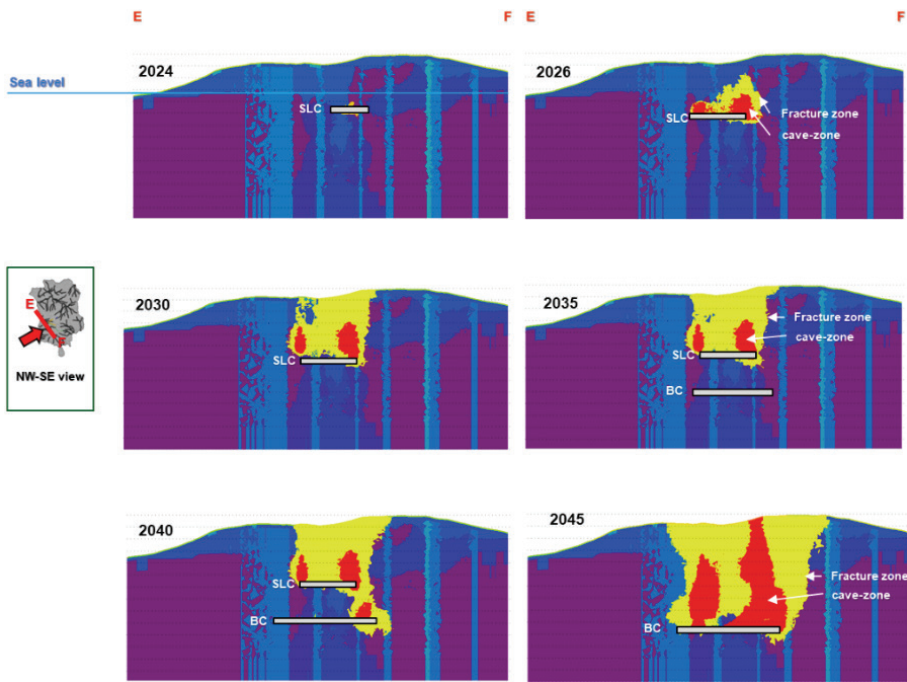 E
F
E
F
2024
Sea level
SLC
2026
SLC
Fracture zone
cave-zone
E
F
NW-SE view
2030
SLC
2035
Fracture zone
cave-zone
SLC
BC
2040
SLC
BC
2045
Fracture zone
cave-zone
BC